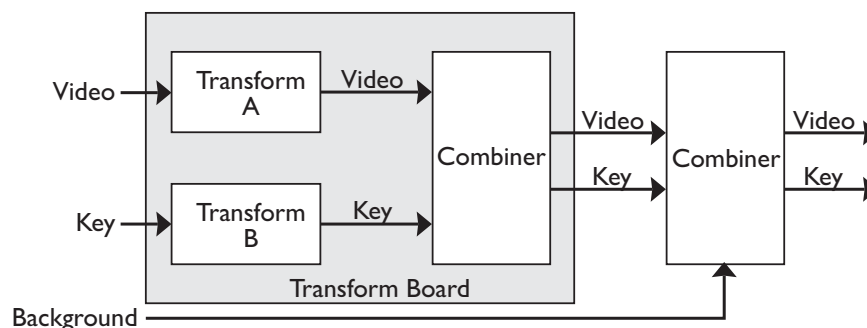 Video
Transform
A
Video
Combiner
Video
Combiner
Video
Key
Transform
B
Key
Key
Key
Transform Board
Background